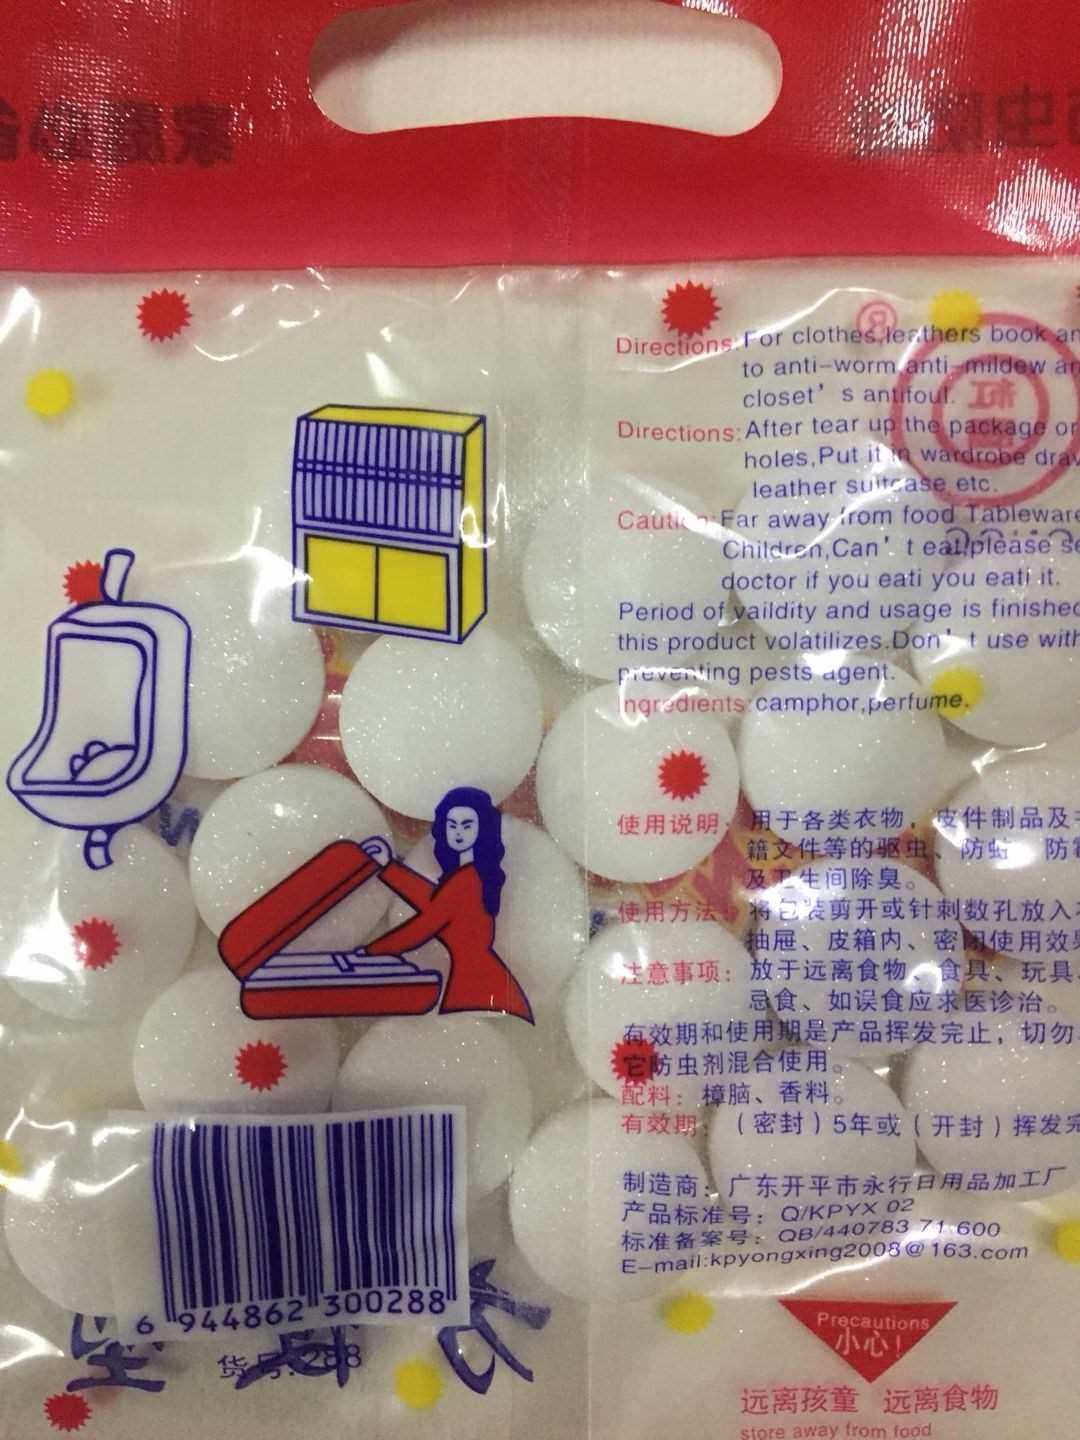 Directions:For clothes,leathers book an
to anti-worm,anti-mildew an
closet's antifoul.
Directions:After tear up the package or
holes,Put it in wardrobe drav
leather suitcase etc.
Caution:Far away from food Tableware
Children,Can't eat!please se
doctor if you eati you eati it.
Period of vaildity and usage is finished
this product volatilizes.Don't use with
preventing pests agent.
Ingredients:camphor,perfume.
使用说明:用于各类衣物,皮件制品及
籍文件等的驱虫、防蛀 防霉
及卫生间除臭。
使用方法:将包装剪开或针刺数孔放入
抽屉、皮箱内、密闭使用效果
注意事项:放于远离食物、食具、玩具
忌食、如误食应求医诊治。
有效期和使用期是产品挥发完止,切勿
它防虫剂混合使用。
配料:樟脑、香料。
有效期 (密封)5年或(开封)挥发完
制造商:广东开平市永行日用品加工厂
产品标准号:Q/KPYX 02
标准备案号:QB/440783 71 600
E-mail:kpyongxing2008@163.com
6 944862 300288
货号:288
Precautions
小心!
远离孩童 远离食物
store away from food